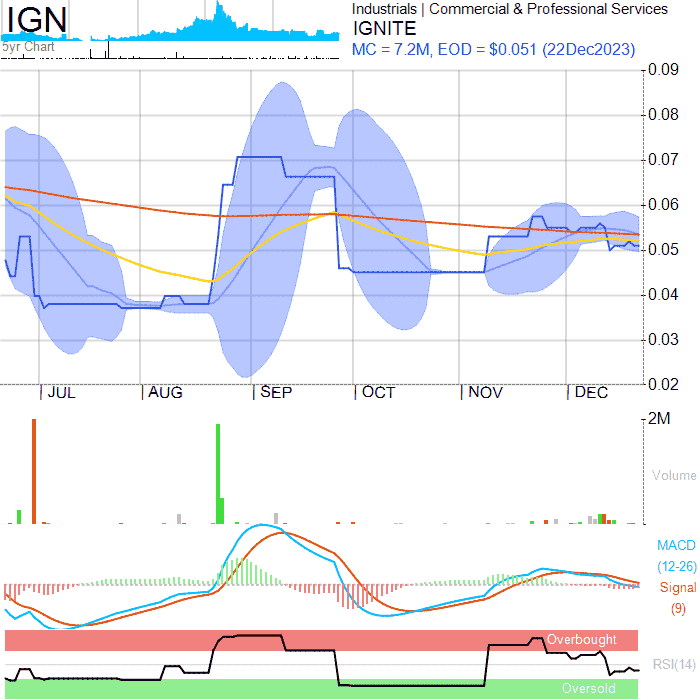 IGN
5yr Chart
Industrials | Commercial & Professional Services
IGNITE
MC = 7.2M, EOD = $0.051 (22Dec2023)
0.09
0.08
0.07
0.06
0.05
0.04
0.03
0.02
JUL AUG SEP OCT NOV DEC
2M
Volume
MACD
(12-26)
Signal
(9)
Overbought
RSI(14)
Oversold